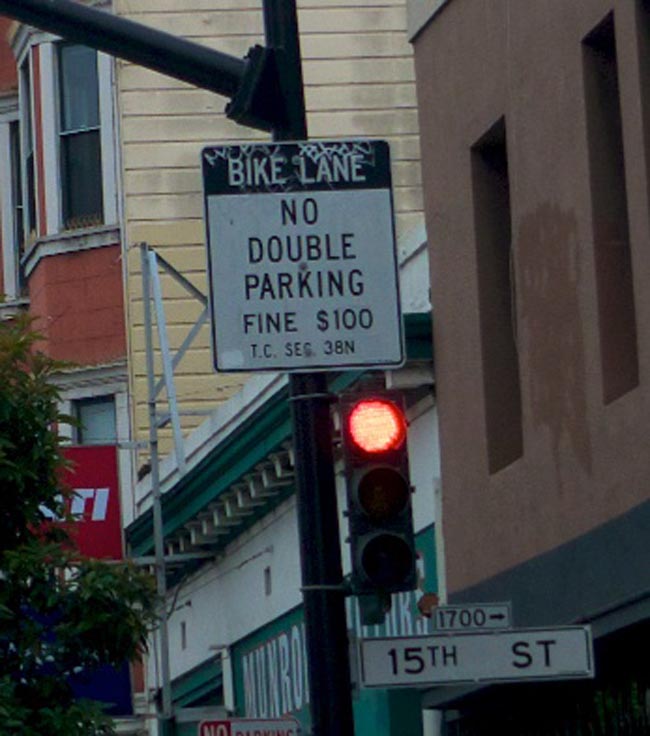 BIKE LANE
NO
DOUBLE
PARKING
FINE $100
T.C. SEC. 38N
1700→
15TH ST
NO PARKING